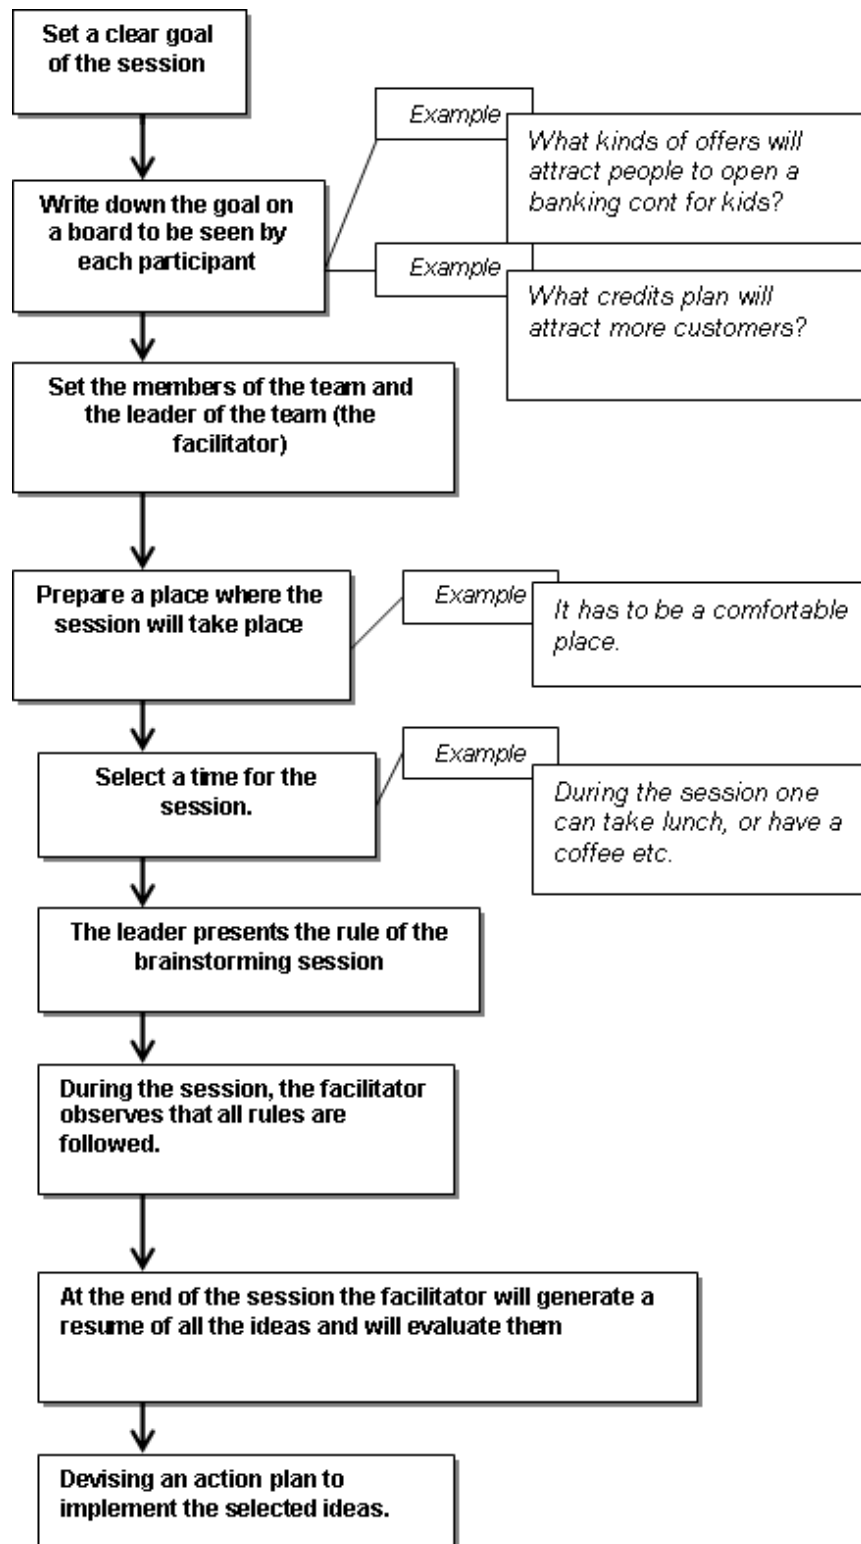 Set a clear goal
of the session
Example
What kinds of offers will
attract people to open a
banking cont for kids?
Write down the goal on
a board to be seen by
each participant
Example
What credits plan will
attract more customers?
Set the members of the team and
the leader of the team (the
facilitator)
Prepare a place where the
session will take place
Example
It has to be a comfortable
place.
Select a time for the
session.
Example
During the session one
can take lunch, or have a
coffee etc.
The leader presents the rule of the
brainstorming session
During the session, the facilitator
observes that all rules are
followed.
At the end of the session the facilitator will generate a
resume of all the ideas and will evaluate them
Devising an action plan to
implement the selected ideas.